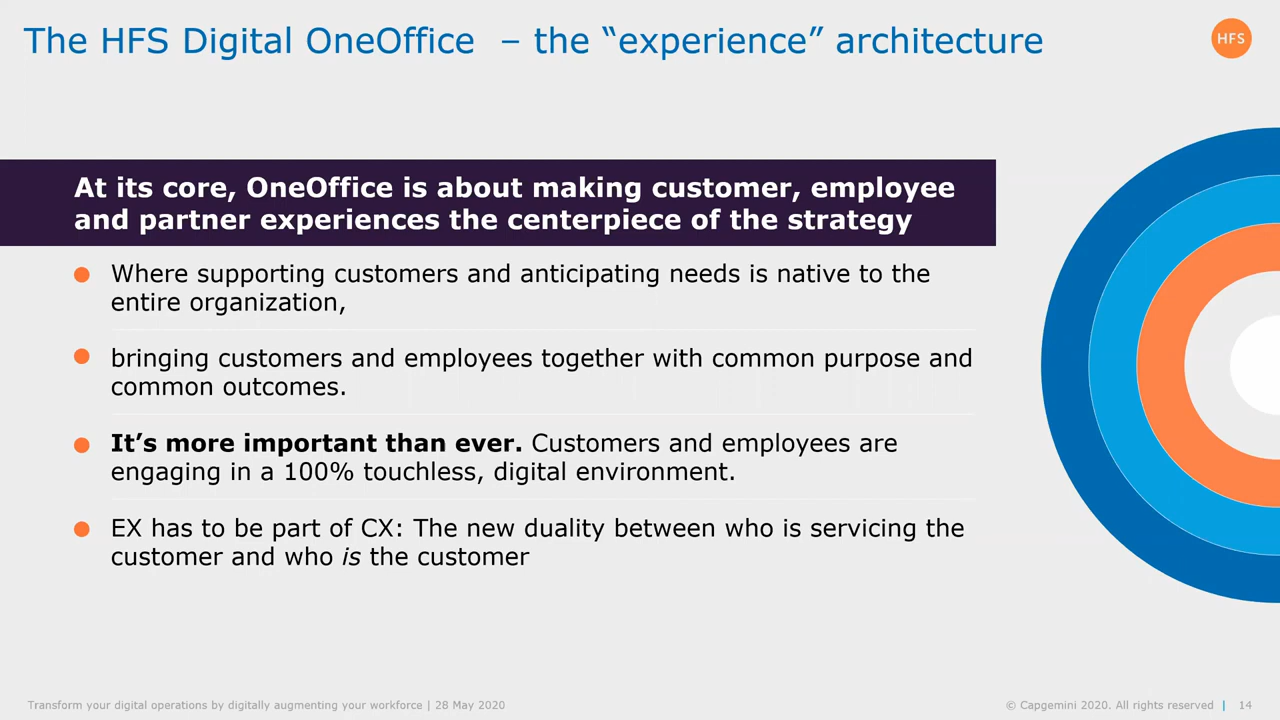 The HFS Digital OneOffice – the “experience” architecture
HFS
At its core, OneOffice is about making customer, employee
and partner experiences the centerpiece of the strategy
Where supporting customers and anticipating needs is native to the
entire organization,
bringing customers and employees together with common purpose and
common outcomes.
It’s more important than ever. Customers and employees are
engaging in a 100% touchless, digital environment.
EX has to be part of CX: The new duality between who is servicing the
customer and who is the customer
Transform your digital operations by digitally augmenting your workforce | 28 May 2020
© Capgemini 2020. All rights reserved | 14